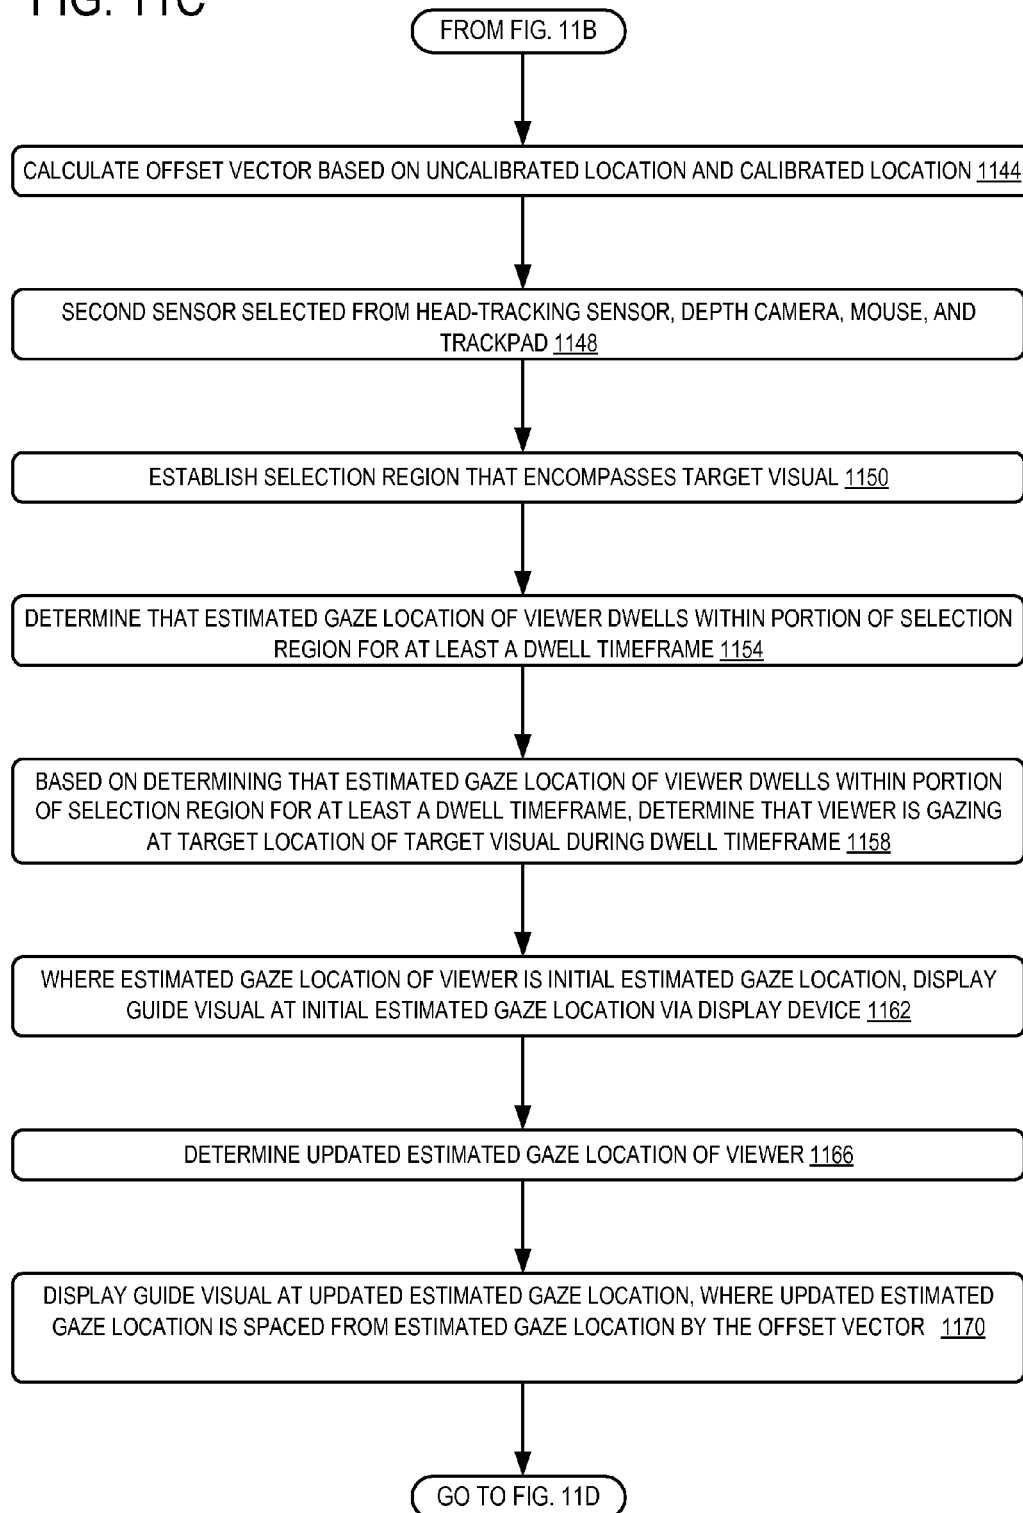 FIG. 11C
FROM FIG. 11B
CALCULATE OFFSET VECTOR BASED ON UNCALIBRATED LOCATION AND CALIBRATED LOCATION 1144
SECOND SENSOR SELECTED FROM HEAD-TRACKING SENSOR, DEPTH CAMERA, MOUSE, AND
TRACKPAD 1148
ESTABLISH SELECTION REGION THAT ENCOMPASSES TARGET VISUAL 1150
DETERMINE THAT ESTIMATED GAZE LOCATION OF VIEWER DWELLS WITHIN PORTION OF SELECTION
REGION FOR AT LEAST A DWELL TIMEFRAME 1154
BASED ON DETERMINING THAT ESTIMATED GAZE LOCATION OF VIEWER DWELLS WITHIN PORTION
OF SELECTION REGION FOR AT LEAST A DWELL TIMEFRAME, DETERMINE THAT VIEWER IS GAZING
AT TARGET LOCATION OF TARGET VISUAL DURING DWELL TIMEFRAME 1158
WHERE ESTIMATED GAZE LOCATION OF VIEWER IS INITIAL ESTIMATED GAZE LOCATION, DISPLAY
GUIDE VISUAL AT INITIAL ESTIMATED GAZE LOCATION VIA DISPLAY DEVICE 1162
DETERMINE UPDATED ESTIMATED GAZE LOCATION OF VIEWER 1166
DISPLAY GUIDE VISUAL AT UPDATED ESTIMATED GAZE LOCATION, WHERE UPDATED ESTIMATED
GAZE LOCATION IS SPACED FROM ESTIMATED GAZE LOCATION BY THE OFFSET VECTOR 1170
GO TO FIG. 11D